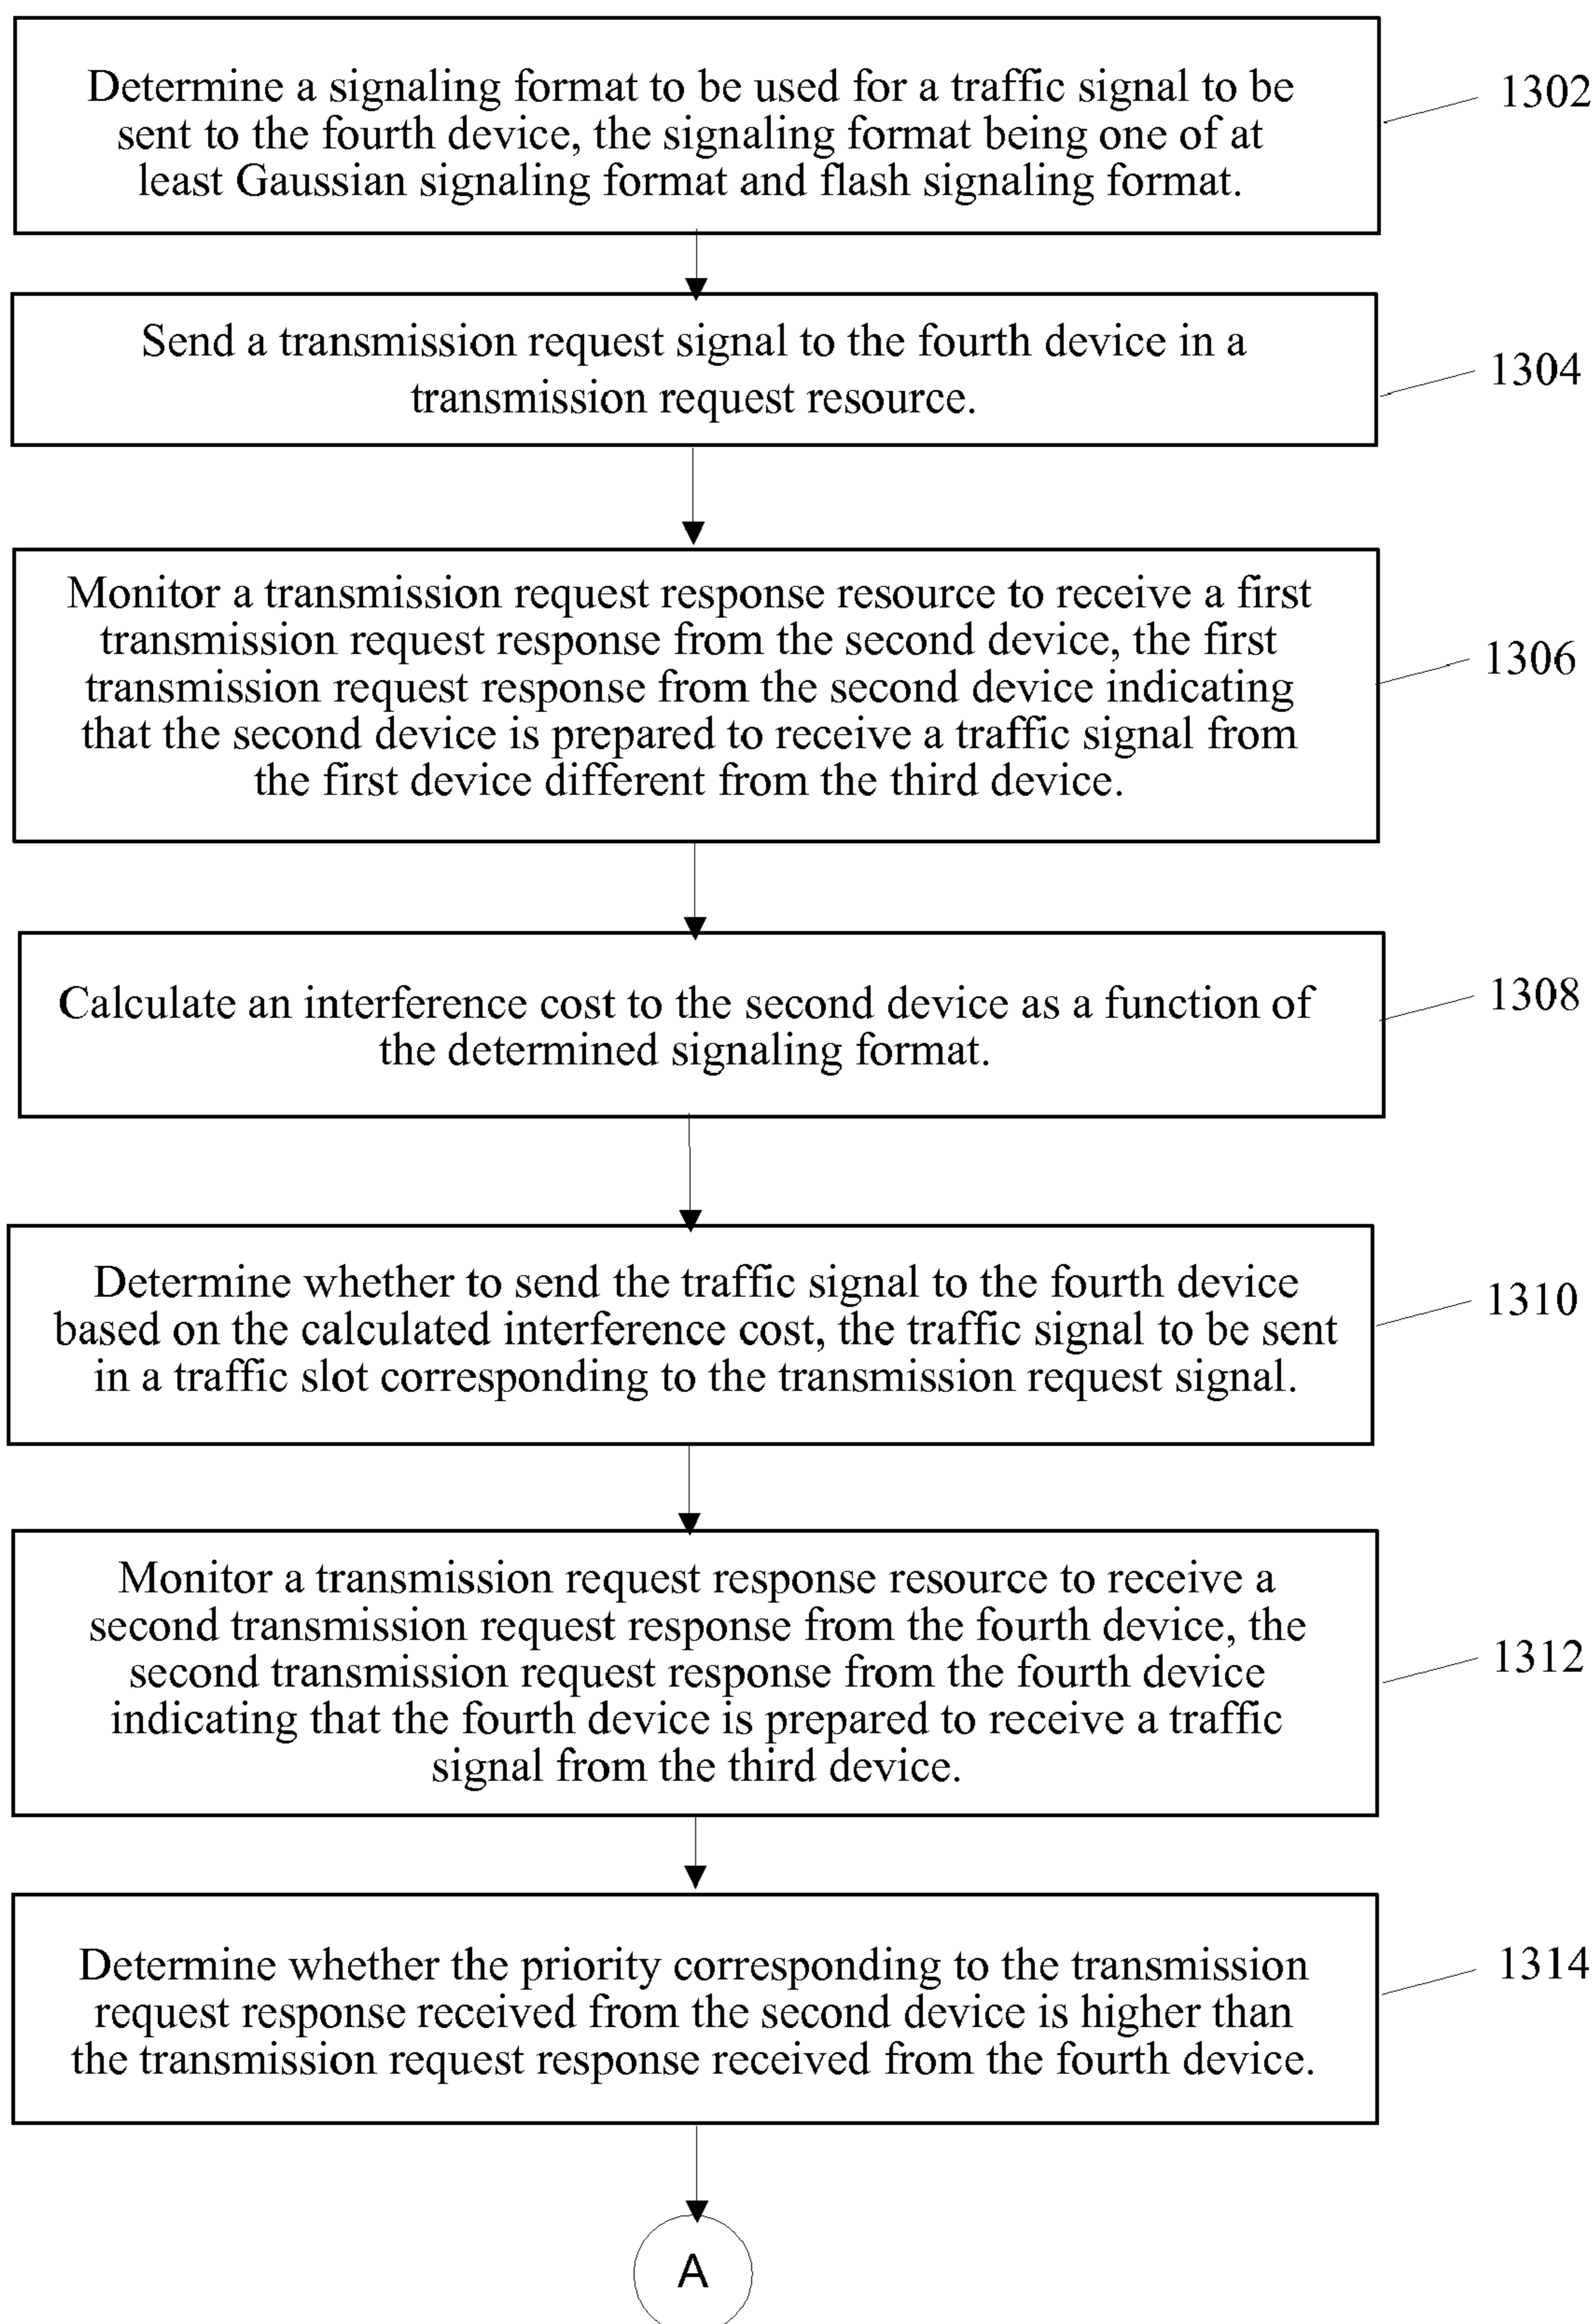 Determine a signaling format to be used for a traffic signal to be
sent to the fourth device, the signaling format being one of at
least Gaussian signaling format and flash signaling format.
1302
Send a transmission request signal to the fourth device in a
transmission request resource.
1304
Monitor a transmission request response resource to receive a first
transmission request response from the second device, the first
transmission request response from the second device indicating
that the second device is prepared to receive a traffic signal from
the first device different from the third device.
1306
Calculate an interference cost to the second device as a function of
the determined signaling format.
1308
Determine whether to send the traffic signal to the fourth device
based on the calculated interference cost, the traffic signal to be sent
in a traffic slot corresponding to the transmission request signal.
1310
Monitor a transmission request response resource to receive a
second transmission request response from the fourth device, the
second transmission request response from the fourth device
indicating that the fourth device is prepared to receive a traffic
signal from the third device.
1312
Determine whether the priority corresponding to the transmission
request response received from the second device is higher than
the transmission request response received from the fourth device.
1314
A